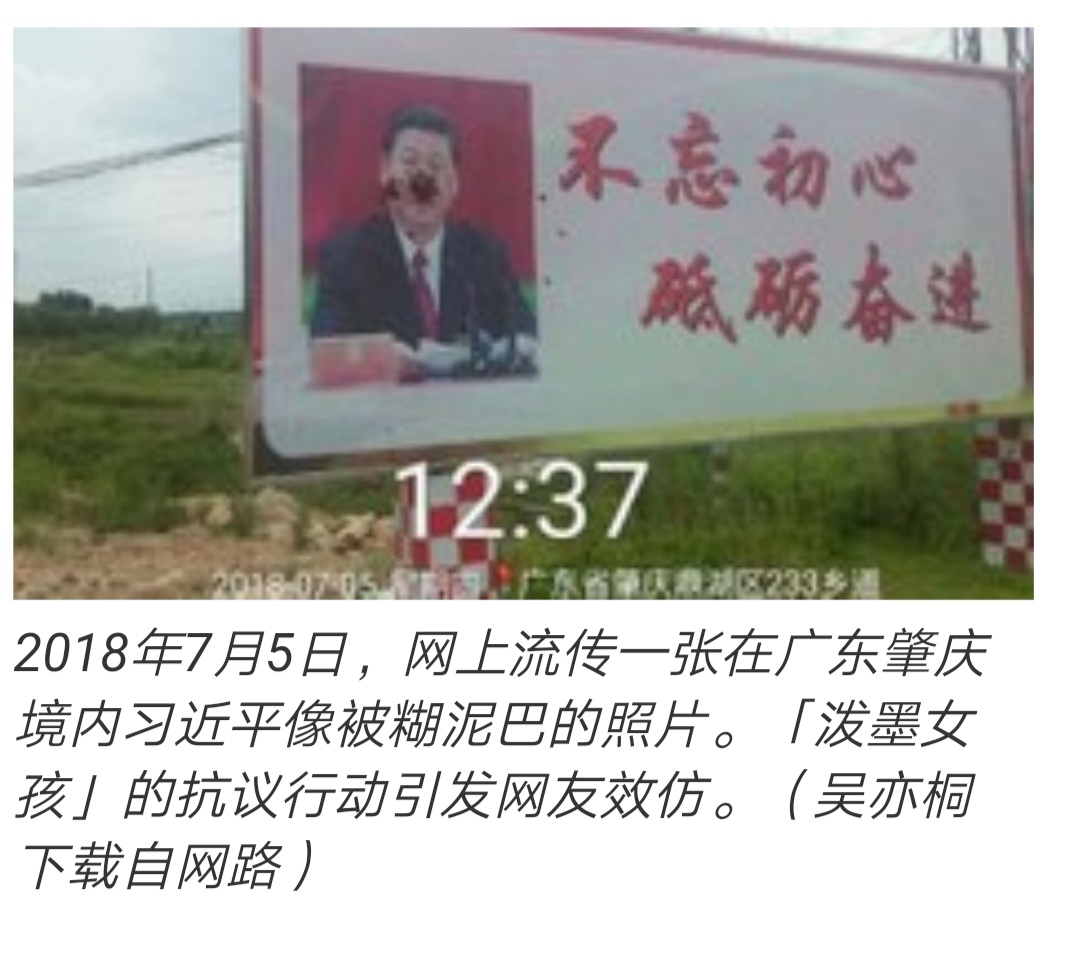 不忘初心
砥砺奋进
12:37
2018-07-05 广东省肇庆鼎湖区233乡道
2018年7月5日，网上流传一张在广东肇庆
境内习近平像被糊泥巴的照片。「泼墨女
孩」的抗议行动引发网友效仿。（吴亦桐
下载自网路）